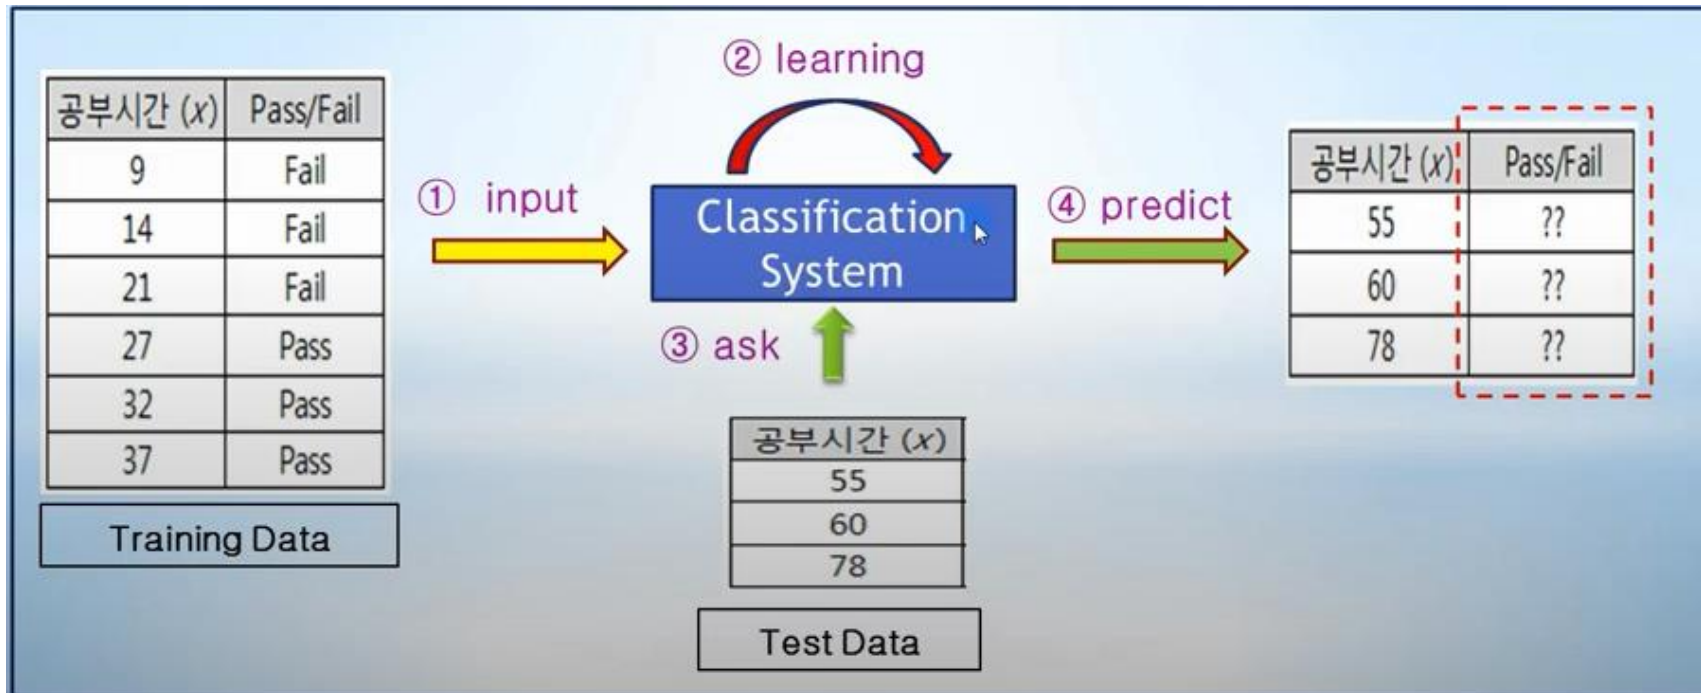 공부시간 (x) Pass/Fail
9 Fail
14 Fail
21 Fail
27 Pass
32 Pass
37 Pass
Training Data
① input
② learning
Classification
System
③ ask
공부시간 (x)
55
60
78
Test Data
④ predict
공부시간 (x) Pass/Fail
55 ??
60 ??
78 ??